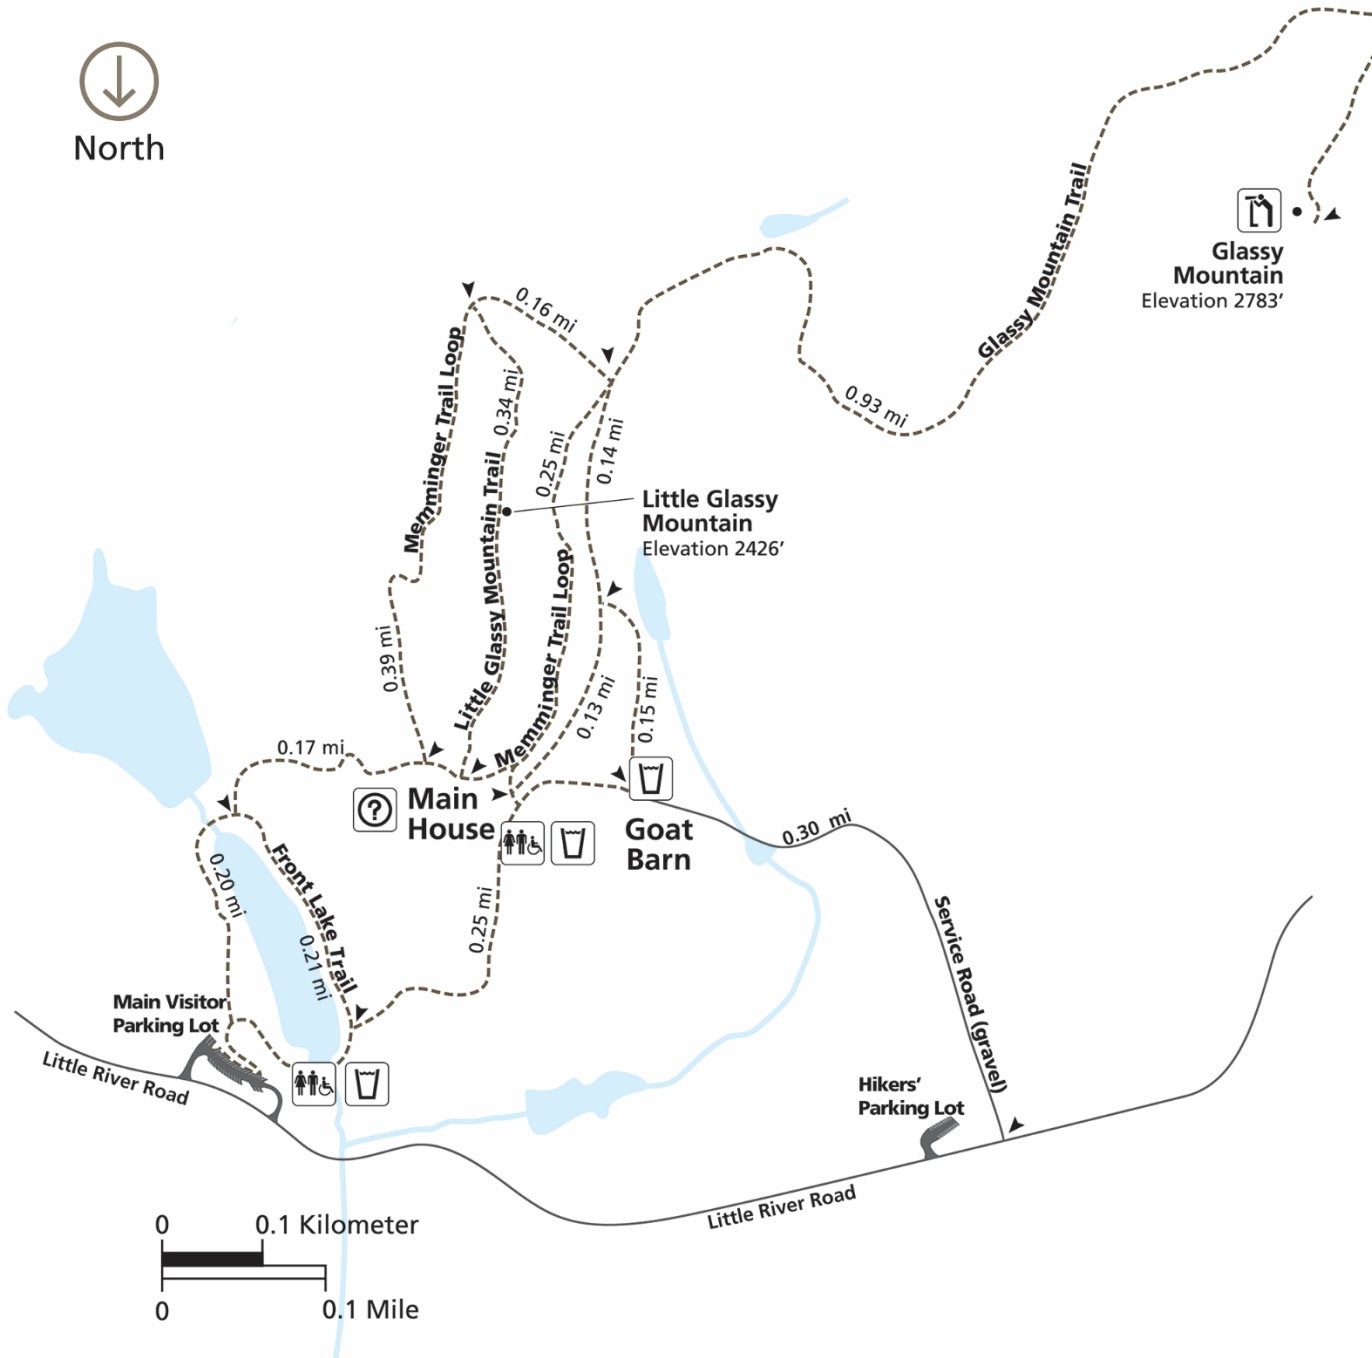 North
Glassy Mountain Trail
Glassy
Mountain
Elevation 2783’
0.16 mi
Memminger Trail Loop
0.34 mi
0.93 mi
0.25 mi
0.14 mi
Little Glassy Mountain Trail
Little Glassy
Mountain
Elevation 2426’
Memminger Trail Loop
0.39 mi
0.13 mi
0.15 mi
0.17 mi
?
Main
House
Goat
Barn
0.30 mi
0.20 mi
Front Lake Trail
0.21 mi
0.25 mi
Service Road (gravel)
Main Visitor
Parking Lot
Little River Road
Hikers’
Parking Lot
Little River Road
0 0.1 Kilometer
0 0.1 Mile